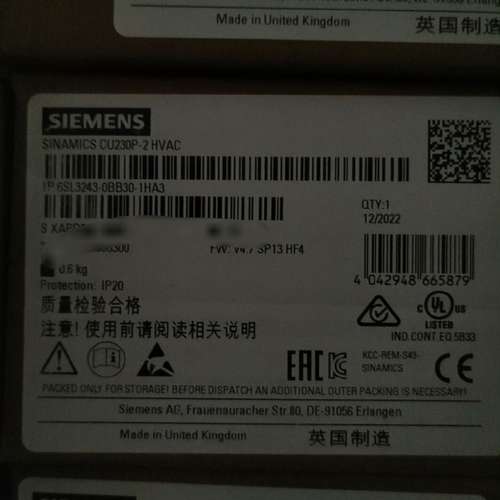 Made in United Kingdom
英国制造
SIEMENS
SINAMICS CU230P-2 HVAC
1P 6SL3243-0BB30-1HA3
QTY:1
12/2022
FW: V4.7 SP13 HF4
0.6 kg
4 042948 665879
Protection: IP20
质量检验合格
注意! 使用前请阅读相关说明
C UL US
LISTED
IND.CONT.EQ.5B33
EAC
KCC-REM-S49-
SINAMICS
CE
PACKED ONLY FOR STORAGE! BEFORE DISPATCH AN ADDITIONAL OUTER PACKING IS NECESSARY!
Siemens AG, Frauenauracher Str.80, DE-91056 Erlangen
Made in United Kingdom
英国制造